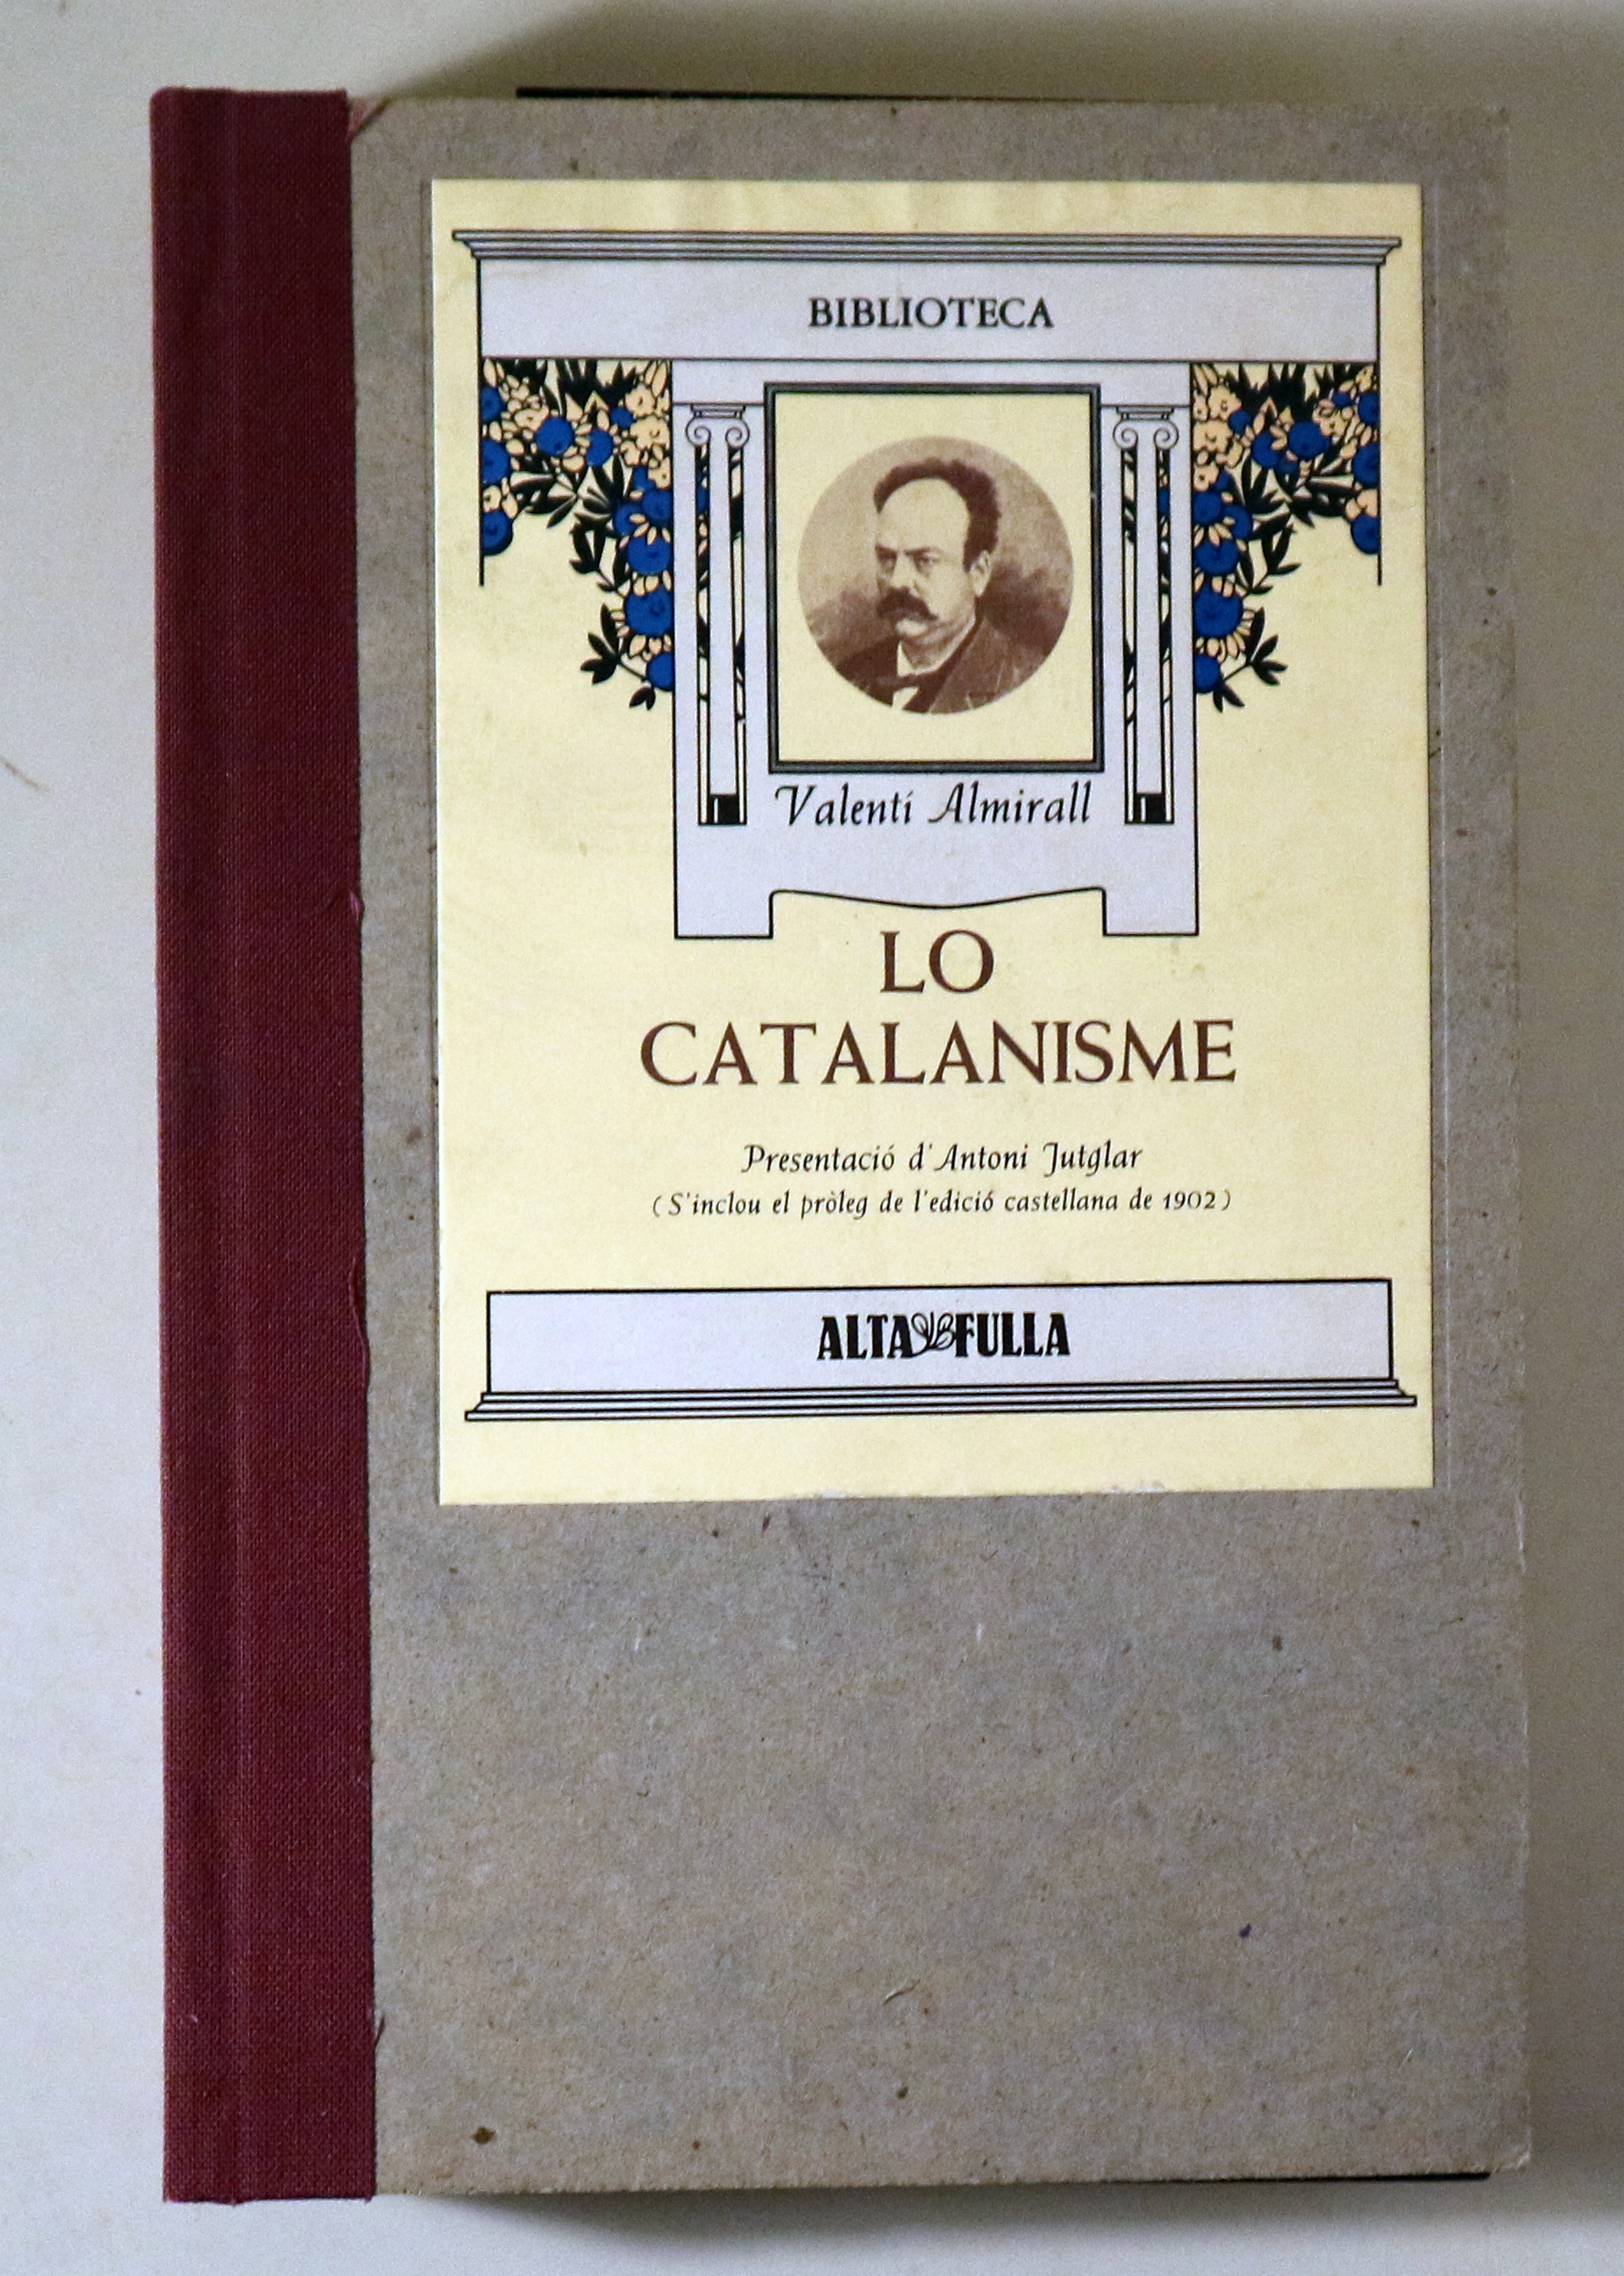 BIBLIOTECA
Valentí Almirall
LO
CATALANISME
Presentació d'Antoni Jutglar
(S'inclou el pròleg de l'edició castellana de 1902)
ALTA FULLA